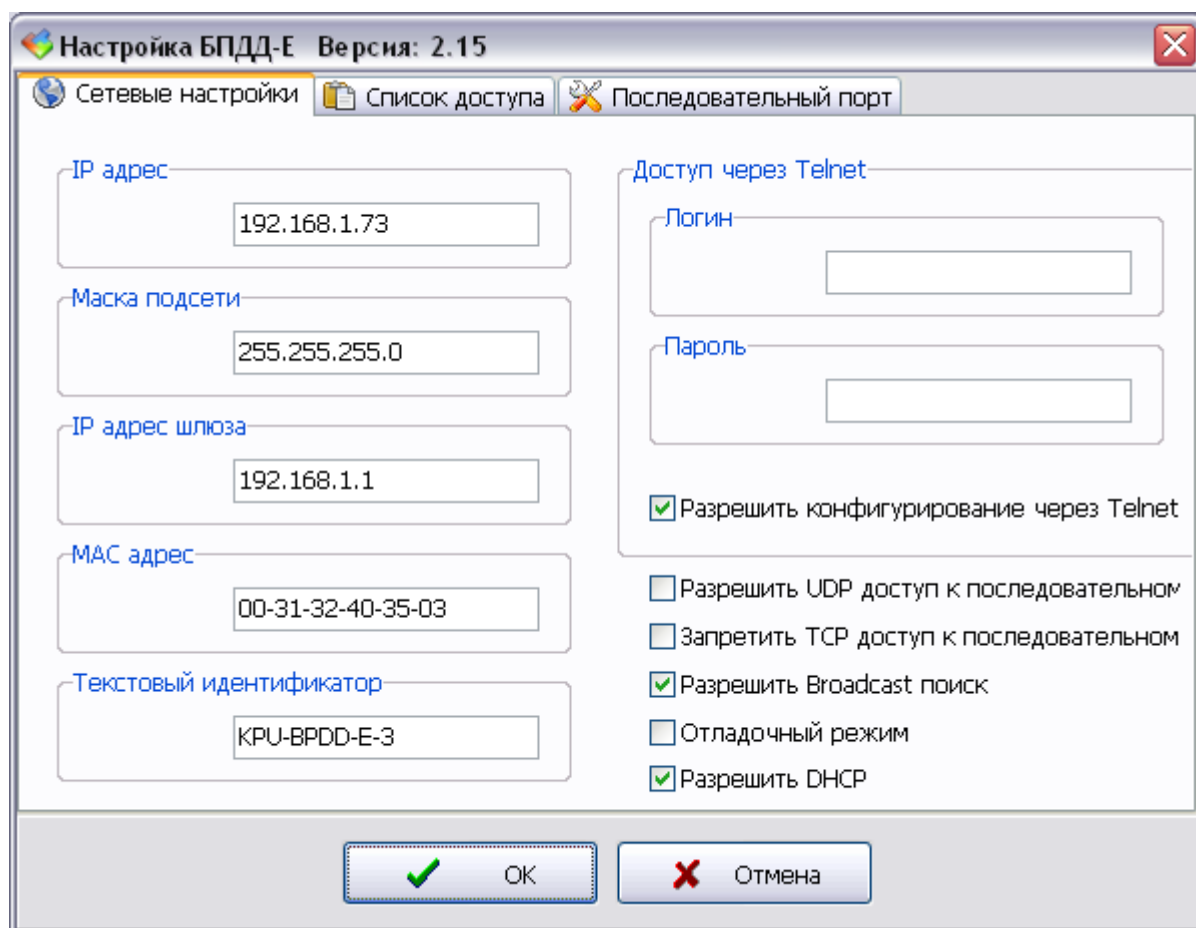 Настройка БПДД-Е Версия: 2.15
Сетевые настройки
Список доступа
Последовательный порт
IP адрес
192.168.1.73
Маска подсети
255.255.255.0
IP адрес шлюза
192.168.1.1
MAC адрес
00-31-32-40-35-03
Текстовый идентификатор
KPU-BPDD-E-3
Доступ через Telnet
Логин
Пароль
Разрешить конфигурирование через Telnet
Разрешить UDP доступ к последовательном
Запретить TCP доступ к последовательном
Разрешить Broadcast поиск
Отладочный режим
Разрешить DHCP
OK
Отмена